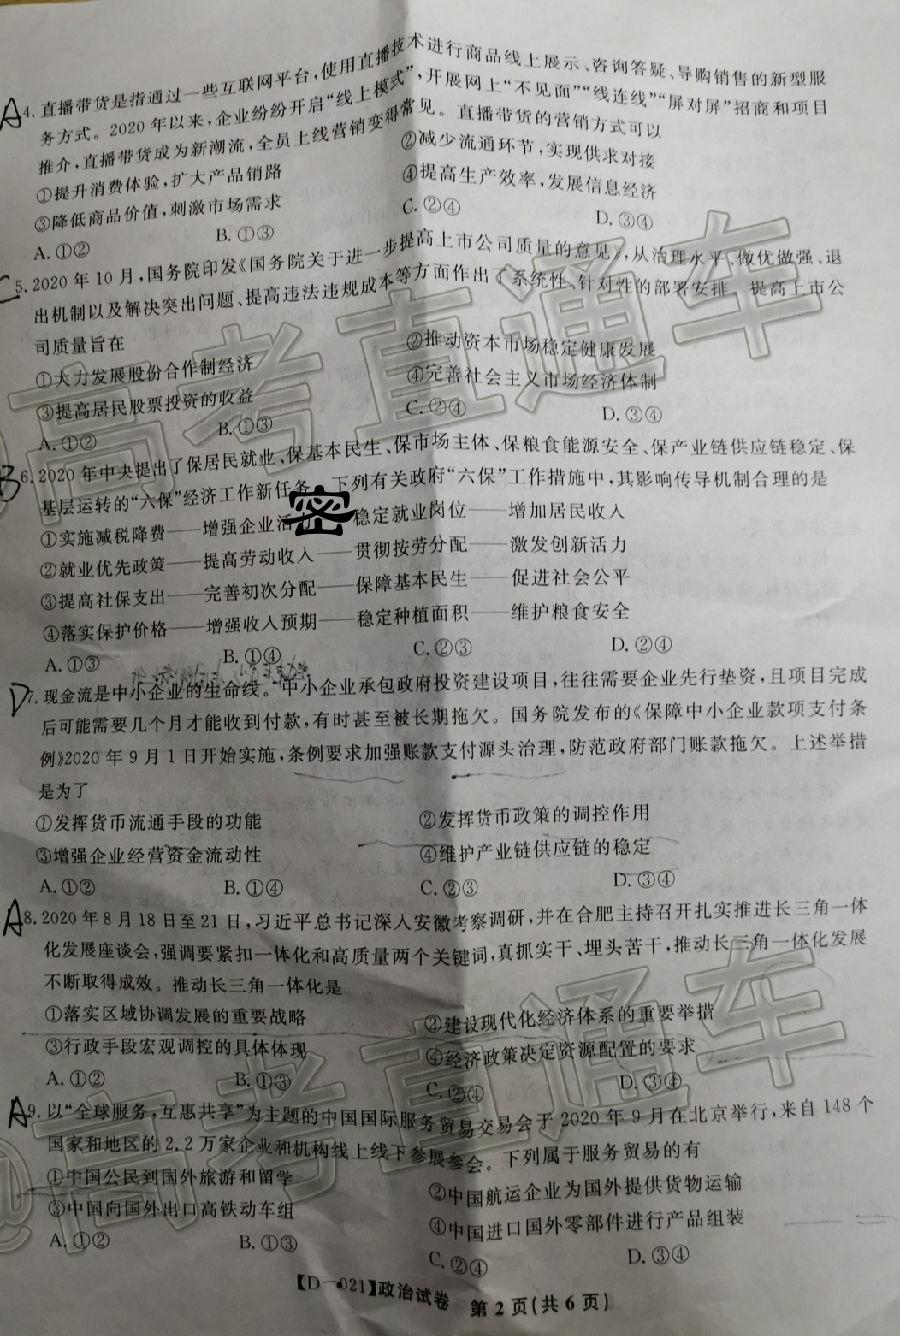 A4. 直播带货是指通过一些互联网平台,使用直播技术进行商品线上展示、咨询答疑、导购销售的新型服
务方式。2020年以来,企业纷纷开启“线上模式”,开展网上“不见面”“线连线”“屏对屏”招商和项目
推介,直播带货成为新潮流,全员上线营销变得常见。直播带货的营销方式可以
①提升消费体验,扩大产品销路 ②减少流通环节,实现供求对接
③降低商品价值,刺激市场需求 ④提高生产效率,发展信息经济
A. ①② B. ①③ C. ②④ D. ③④
C5. 2020年10月,国务院印发《国务院关于进一步提高上市公司质量的意见》,从治理水平、做优做强、退
出机制以及解决突出问题、提高违法违规成本等方面作出了系统性、针对性的部署安排。提高上市公
司质量旨在
①大力发展股份合作制经济 ②推动资本市场稳定健康发展
③提高居民股票投资的收益 ④完善社会主义市场经济体制
A. ①② B. ①③ C. ②④ D. ③④
B6. 2020年中央提出了保居民就业、保基本民生、保市场主体、保粮食能源安全、保产业链供应链稳定、保
基层运转的“六保”经济工作新任务。下列有关政府“六保”工作措施中,其影响传导机制合理的是
密
①实施减税降费——增强企业活 稳定就业岗位——增加居民收入
②就业优先政策——提高劳动收入——贯彻按劳分配——激发创新活力
③提高社保支出——完善初次分配——保障基本民生——促进社会公平
④落实保护价格——增强收入预期——稳定种植面积——维护粮食安全
A. ①③ B. ①④ C. ②③ D. ②④
D7. 现金流是中小企业的生命线。中小企业承包政府投资建设项目,往往需要企业先行垫资,且项目完成
后可能需要几个月才能收到付款,有时甚至被长期拖欠。国务院发布的《保障中小企业款项支付条
例》2020年9月1日开始实施,条例要求加强账款支付源头治理,防范政府部门账款拖欠。上述举措
是为了
①发挥货币流通手段的功能 ②发挥货币政策的调控作用
③增强企业经营资金流动性 ④维护产业链供应链的稳定
A. ①② B. ①④ C. ②③ D. ③④
A8. 2020年8月18日至21日,习近平总书记深入安徽考察调研,并在合肥主持召开扎实推进长三角一体
化发展座谈会,强调要紧扣一体化和高质量两个关键词,真抓实干、埋头苦干,推动长三角一体化发展
不断取得成效。推动长三角一体化是
①落实区域协调发展的重要战略 ②建设现代化经济体系的重要举措
③行政手段宏观调控的具体体现 ④经济政策决定资源配置的要求
A. ①② B. ①③ C. ②④ D. ③④
A9. 以“全球服务,互惠共享”为主题的中国国际服务贸易交易会于2020年9月在北京举行,来自148个
国家和地区的2.2万家企业和机构线上线下参展参会。下列属于服务贸易的有
①中国公民到国外旅游和留学 ②中国航运企业为国外提供货物运输
③中国向国外出口高铁动车组 ④中国进口国外零部件进行产品组装
A. ①② B. ①③ C. ②④ D. ③④
【D—021】政治试卷 第2页(共6页)
@高考直通车
@高考直通车